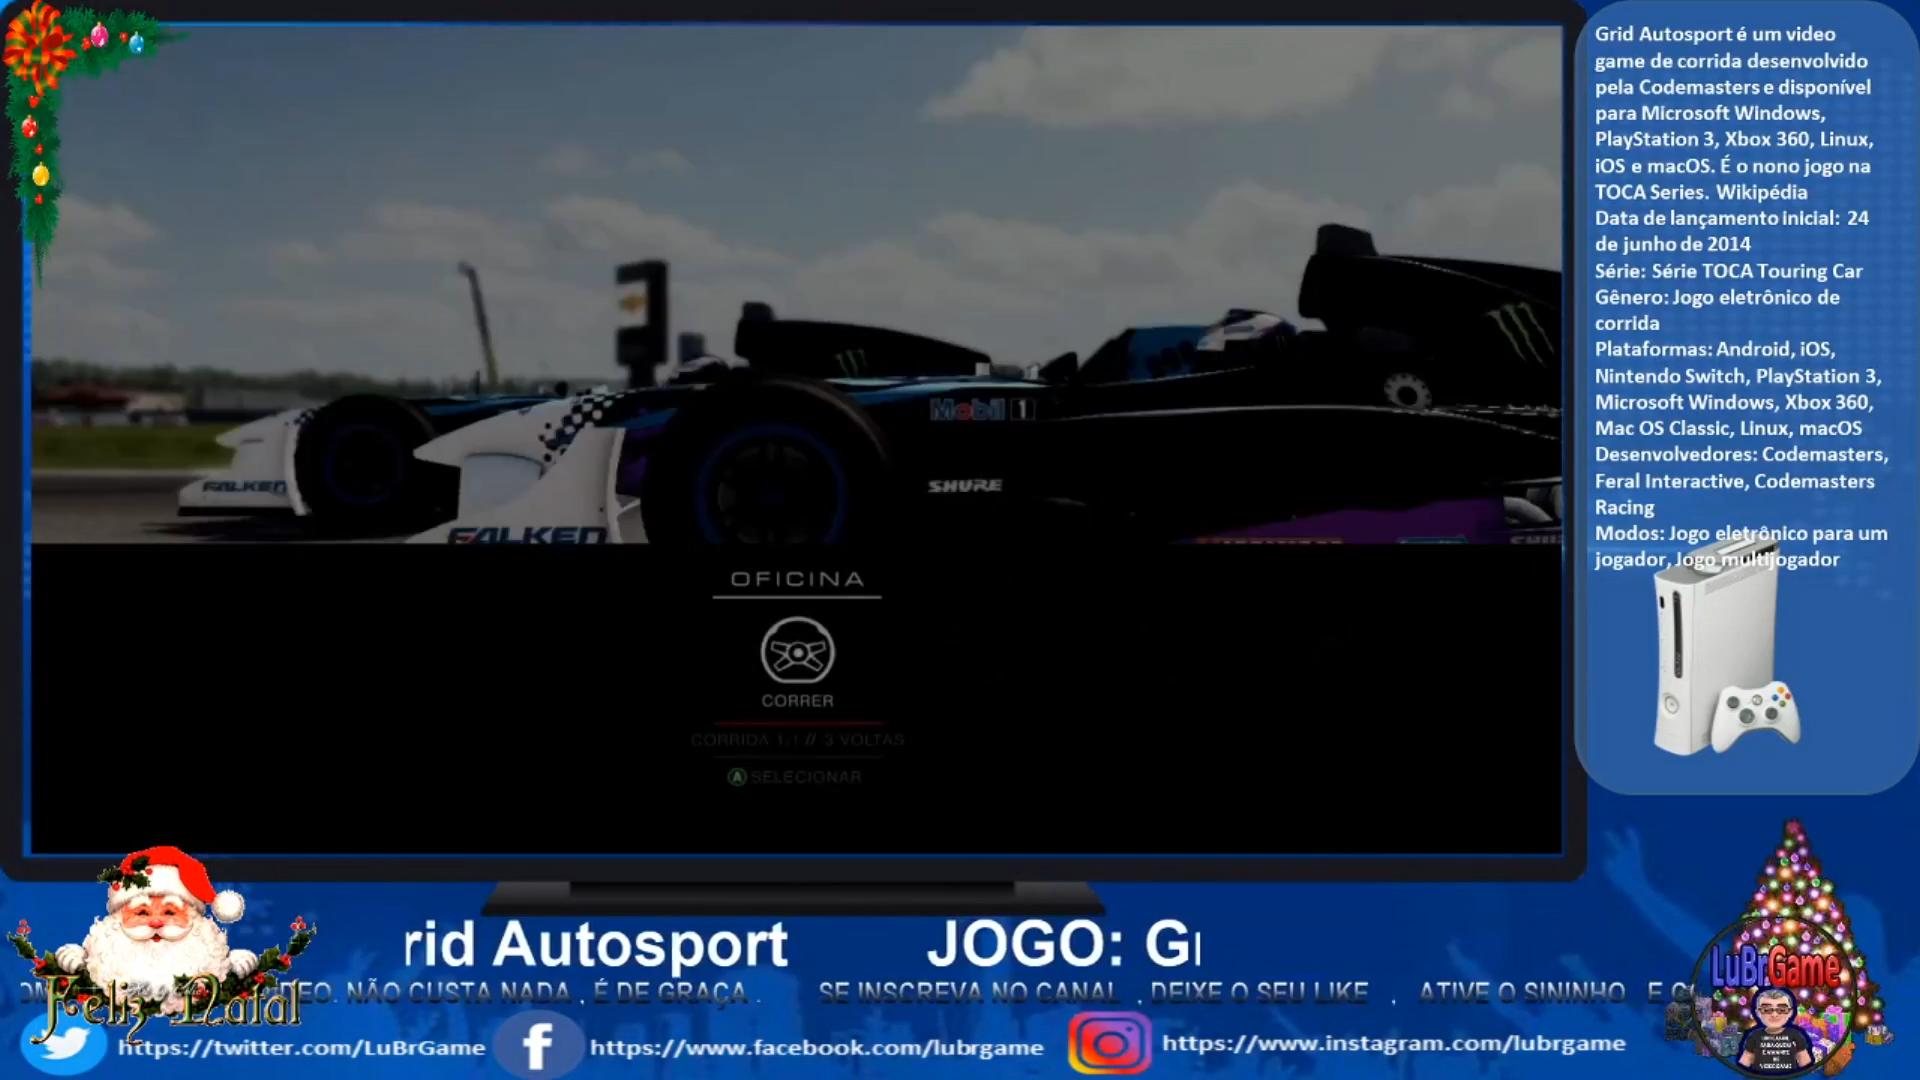 Grid Autosport é um video
game de corrida desenvolvido
pela Codemasters e disponível
para Microsoft Windows,
PlayStation 3, Xbox 360, Linux,
iOS e macOS. É o nono jogo na
TOCA Series. Wikipédia
Data de lançamento inicial: 24
de junho de 2014
Série: Série TOCA Touring Car
Gênero: Jogo eletrônico de
corrida
Plataformas: Android, iOS,
Nintendo Switch, PlayStation 3,
Microsoft Windows, Xbox 360,
Mac OS Classic, Linux, macOS
Desenvolvedores: Codemasters,
Feral Interactive, Codemasters
Racing
Modos: Jogo eletrônico para um
jogador, Jogo multijogador
Mobil 1
SHURE
FALKEN
FALKEN
OFICINA
CORRER
CORRIDA 1/1 // 3 VOLTAS
A SELECIONAR
rid Autosport JOGO: Gr
NÃO CUSTA NADA , É DE GRAÇA . SE INSCREVA NO CANAL , DEIXE O SEU LIKE , ATIVE O SININHO E
Feliz Natal
https://twitter.com/LuBrGame
https://www.facebook.com/lubrgame
https://www.instagram.com/lubrgame
LuBrGame